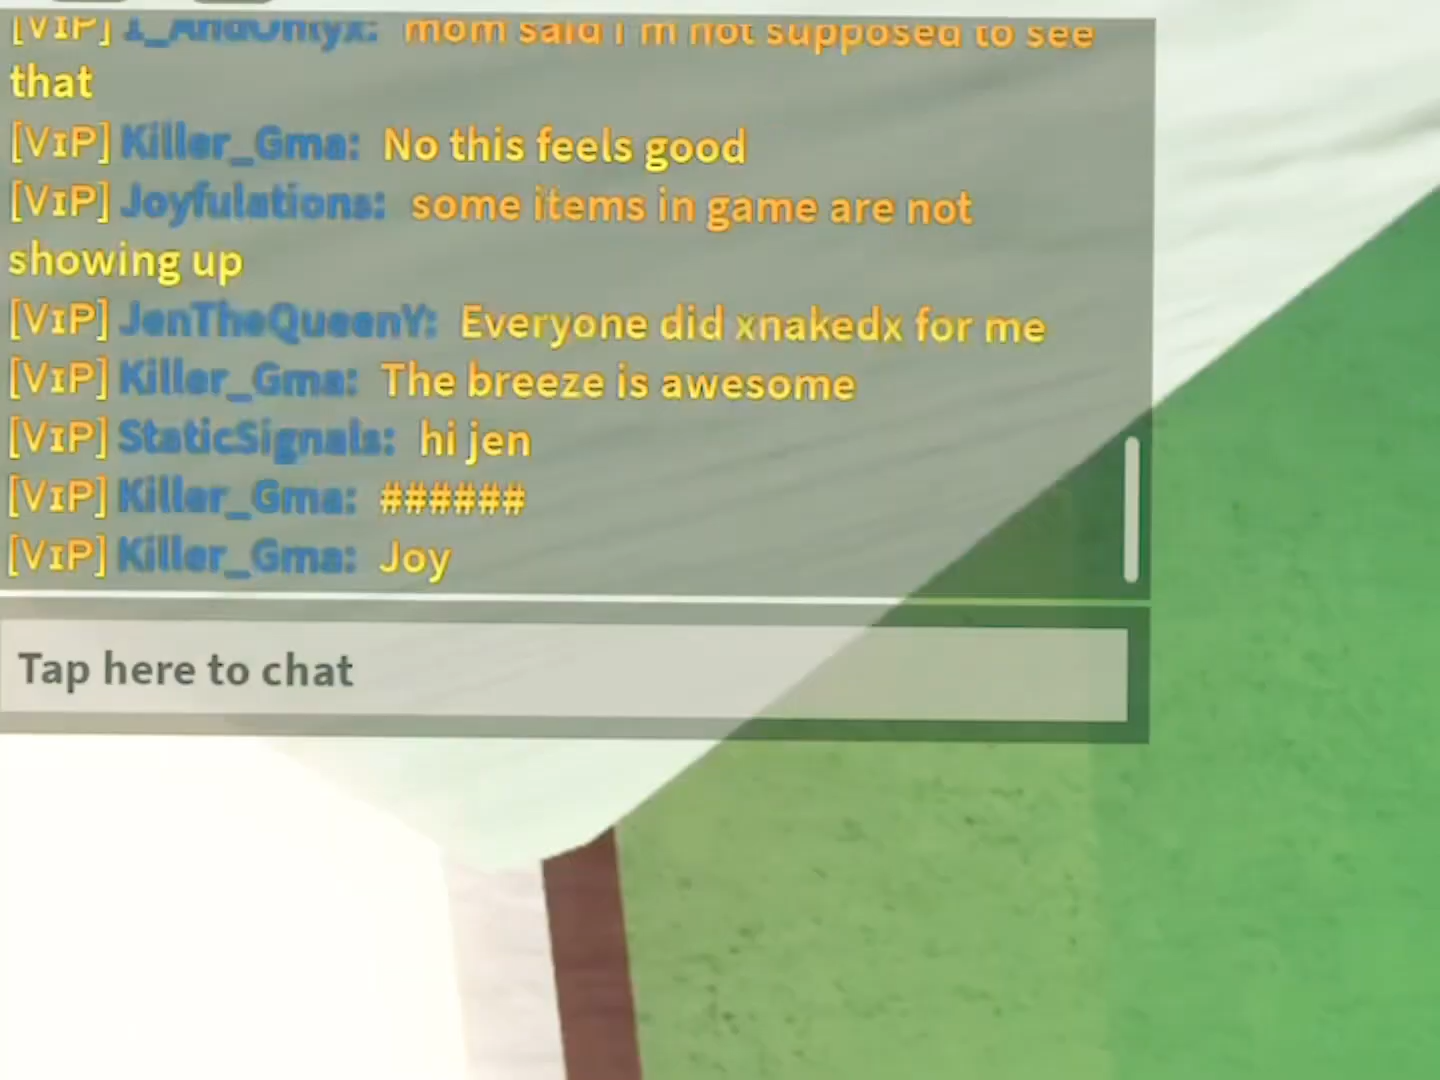 [VIP] 1_AndOnlyx: mom said i'm not supposed to see
that
[VIP] Killer_Gma: No this feels good
[VIP] Joyfulations: some items in game are not
showing up
[VIP] JenTheQueenY: Everyone did xnakedx for me
[VIP] Killer_Gma: The breeze is awesome
[VIP] StaticSignals: hi jen
[VIP] Killer_Gma: ######
[VIP] Killer_Gma: Joy
Tap here to chat